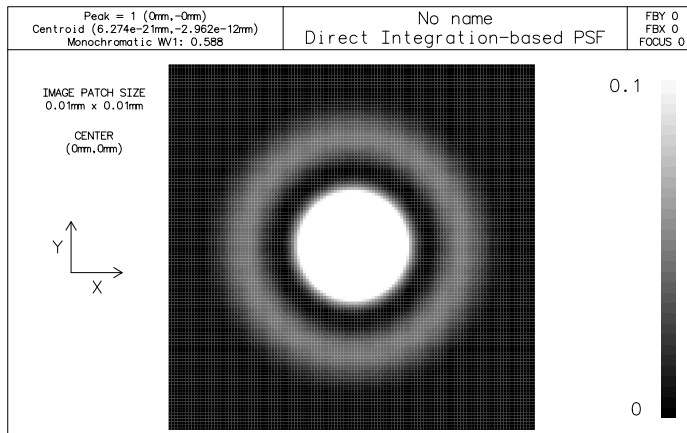 Peak = 1 (0mm,-0mm)
Centroid (6.274e-21mm,-2.962e-12mm)
Monochromatic WV1: 0.588
No name
Direct Integration-based PSF
FBY 0
FBX 0
FOCUS 0
IMAGE PATCH SIZE
0.01mm x 0.01mm
CENTER
(0mm,0mm)
Y
X
0.1
0